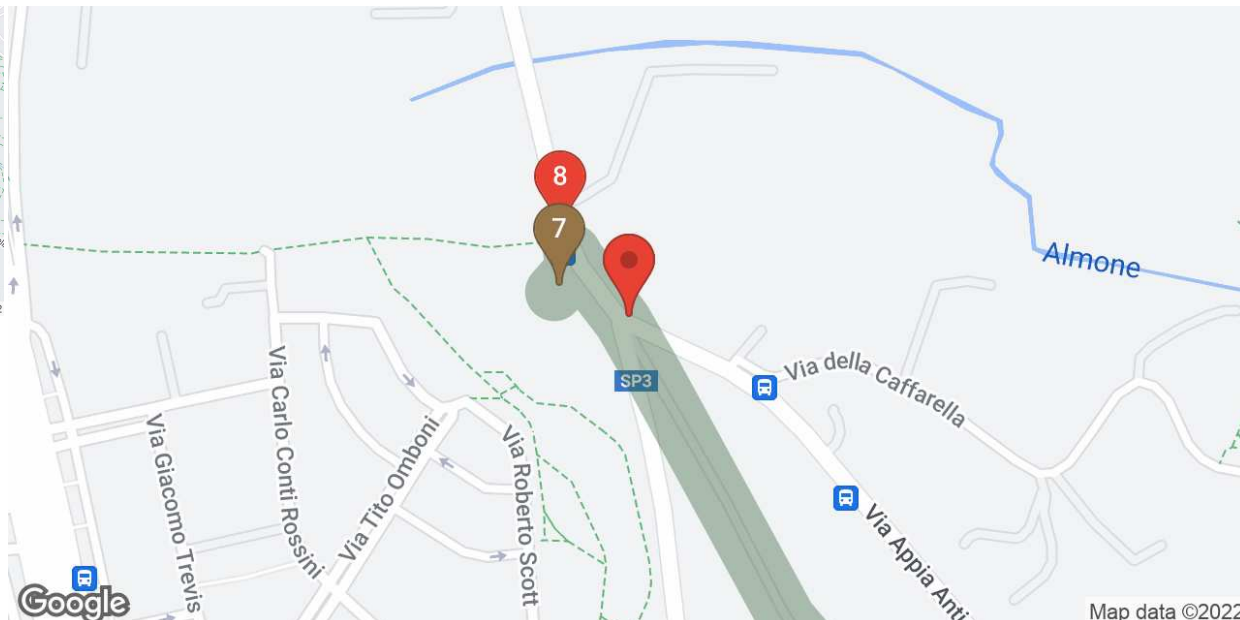 8
7
Almone
SP3
Via della Caffarella
Via Carlo Conti Rossini
Via Giacomo Trevis
Via Tito Omboni
Via Roberto Scott
Via Appia Anti
Google
Map data ©2022